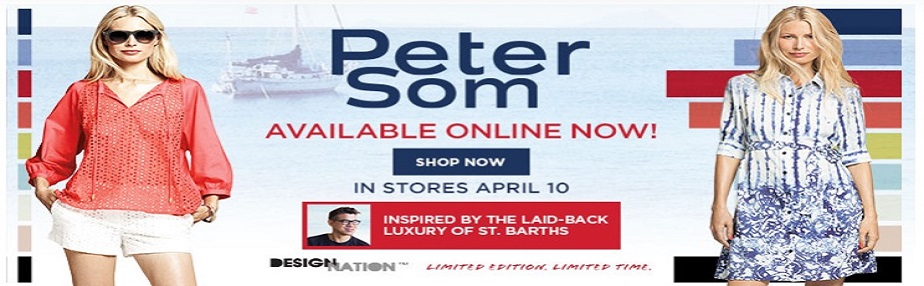 Peter
Som
AVAILABLE ONLINE NOW!
SHOP NOW
IN STORES APRIL 10
INSPIRED BY THE LAID-BACK
LUXURY OF ST. BARTHS
DESIGN NATION™
LIMITED EDITION. LIMITED TIME.